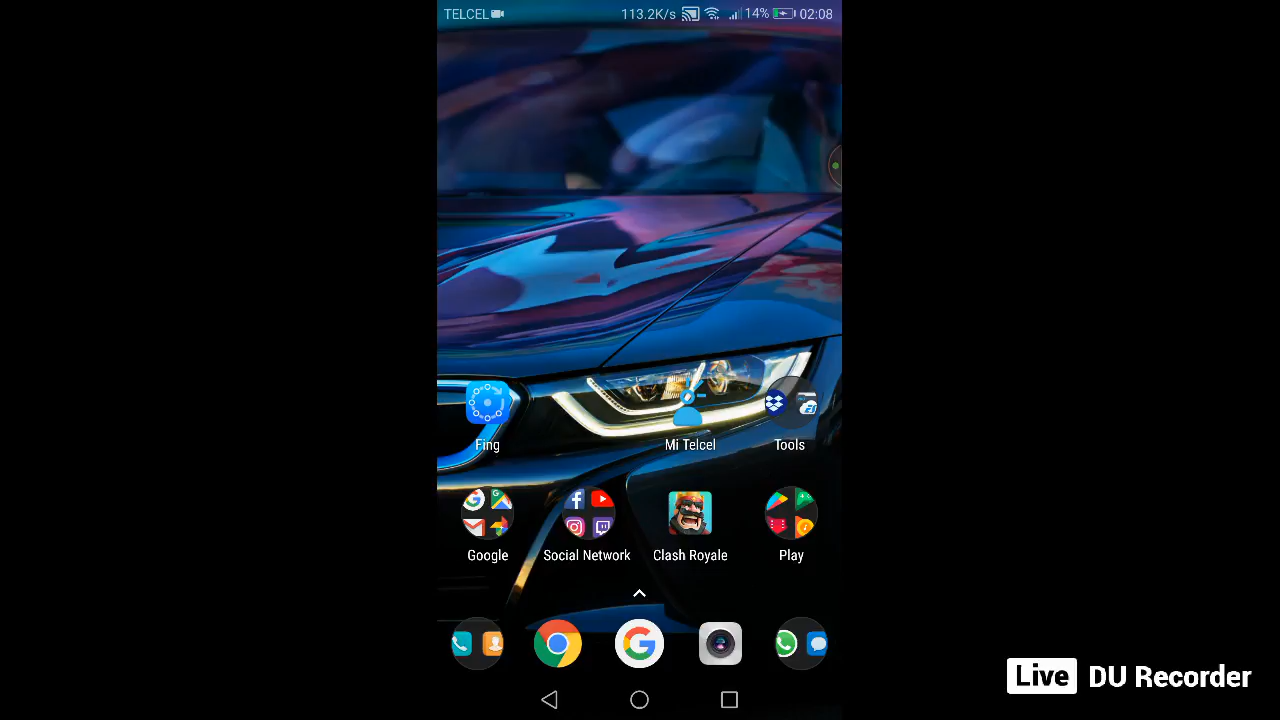 TELCEL 113.2K/s 14% 02:08
Fing Mi Telcel Tools
Google Social Network Clash Royale Play
Live DU Recorder